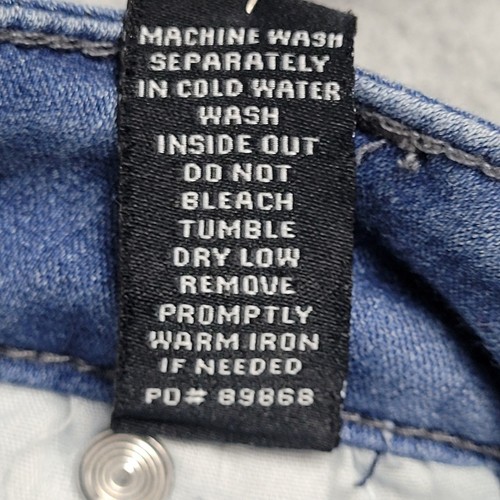 MACHINE WASH
SEPARATELY
IN COLD WATER
WASH
INSIDE OUT
DO NOT
BLEACH
TUMBLE
DRY LOW
REMOVE
PROMPTLY
WARM IRON
IF NEEDED
PO# 89868